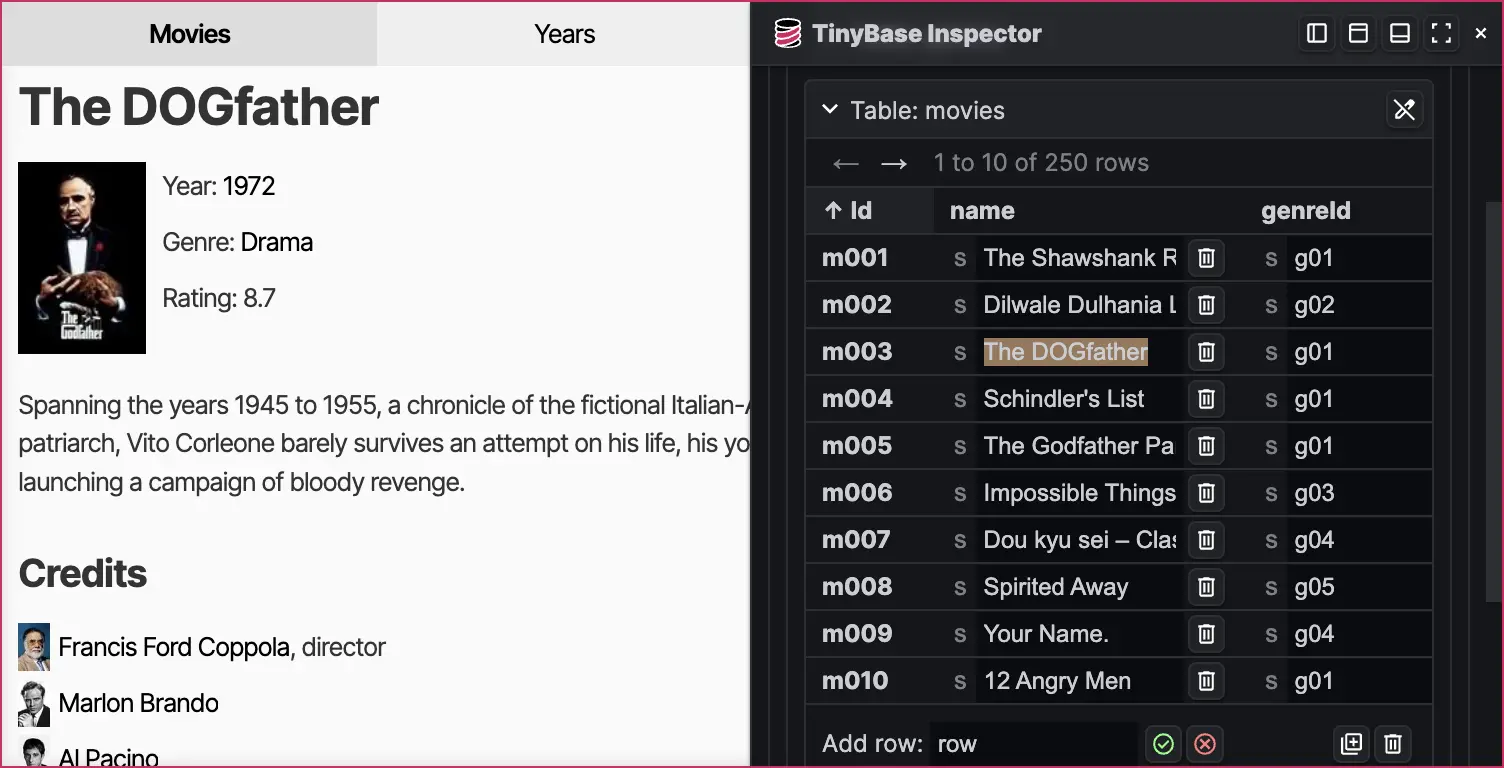 Movies
Years
The DOGfather
The
Godfather
Year: 1972
Genre: Drama
Rating: 8.7
Spanning the years 1945 to 1955, a chronicle of the fictional Italian-
patriarch, Vito Corleone barely survives an attempt on his life, his yo
launching a campaign of bloody revenge.
Credits
Francis Ford Coppola, director
Marlon Brando
Al Pacino
TinyBase Inspector
Table: movies
← → 1 to 10 of 250 rows
↑ Id name genreId
m001 s The Shawshank R s g01
m002 s Dilwale Dulhania L s g02
m003 s The DOGfather s g01
m004 s Schindler's List s g01
m005 s The Godfather Pa s g01
m006 s Impossible Things s g03
m007 s Dou kyu sei – Clas s g04
m008 s Spirited Away s g05
m009 s Your Name. s g04
m010 s 12 Angry Men s g01
Add row: row